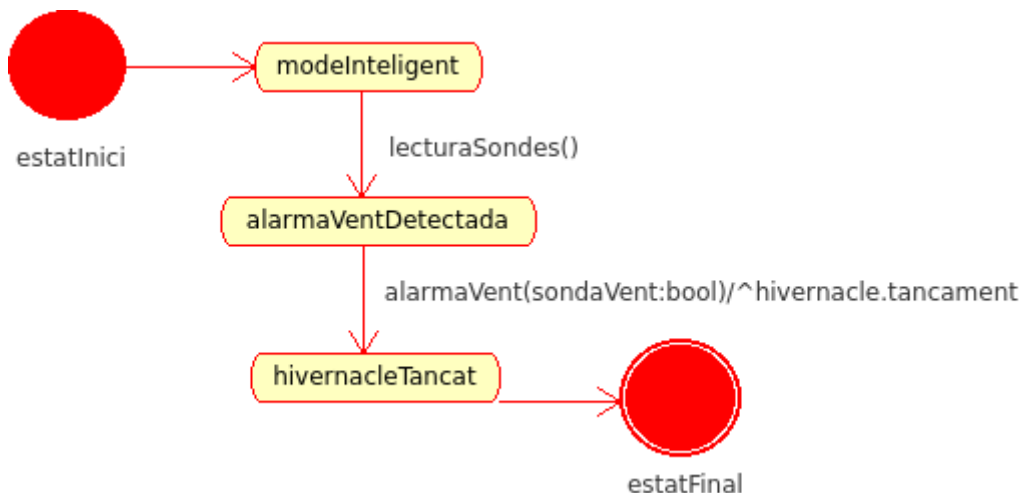 modeInteligent
estatInici
lecturaSondes()
alarmaVentDetectada
alarmaVent(sondaVent:bool)/^hivernacle.tancament
hivernacleTancat
estatFinal